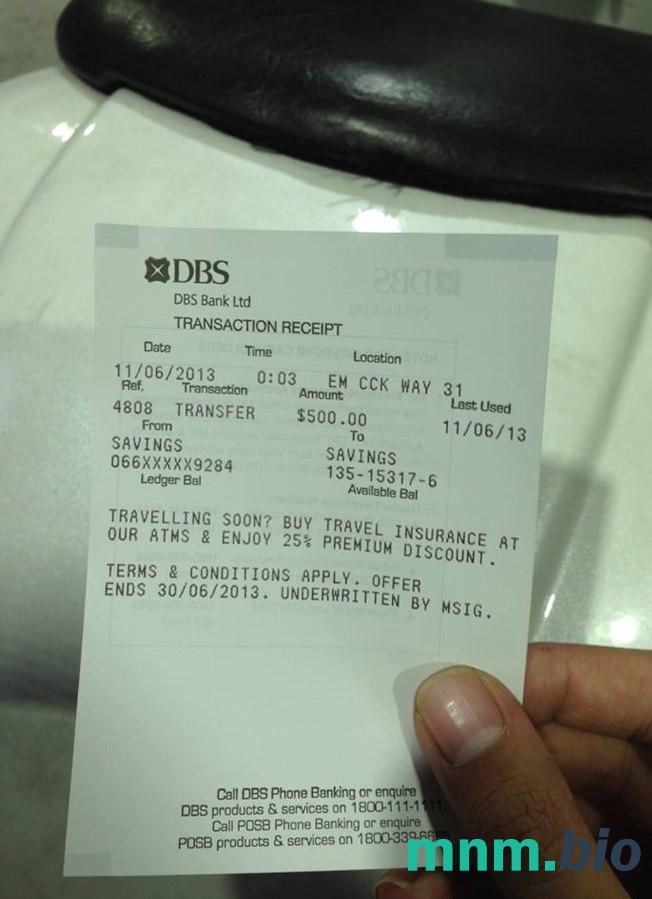 DBS
DBS Bank Ltd
TRANSACTION RECEIPT
Date Time Location
11/06/2013 0:03 EM CCK WAY 31
Ref. Transaction Amount Last Used
4808 TRANSFER $500.00 11/06/13
From To
SAVINGS SAVINGS
066XXXXX9284 135-15317-6
Ledger Bal Available Bal
TRAVELLING SOON? BUY TRAVEL INSURANCE AT
OUR ATMS & ENJOY 25% PREMIUM DISCOUNT.
TERMS & CONDITIONS APPLY. OFFER
ENDS 30/06/2013. UNDERWRITTEN BY MSIG.
Call DBS Phone Banking or enquire
DBS products & services on 1800-111-1111.
Call POSB Phone Banking or enquire
POSB products & services on
mnm.bio